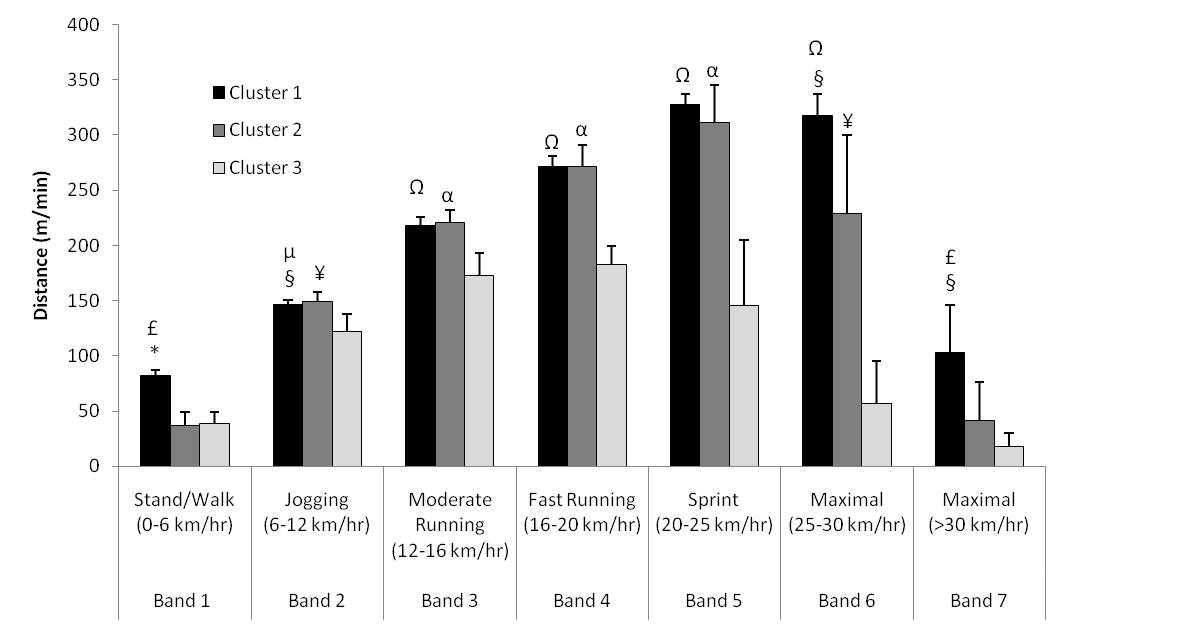 400
350
300
250
200
150
100
50
0
Distance (m/min)
Cluster 1
Cluster 2
Cluster 3
£
*
µ
§
¥
Ω
α
Ω
α
Ω
α
Ω
§
¥
£
§
Stand/Walk
(0-6 km/hr)
Band 1
Jogging
(6-12 km/hr)
Band 2
Moderate
Running
(12-16 km/hr)
Band 3
Fast Running
(16-20 km/hr)
Band 4
Sprint
(20-25 km/hr)
Band 5
Maximal
(25-30 km/hr)
Band 6
Maximal
(>30 km/hr)
Band 7